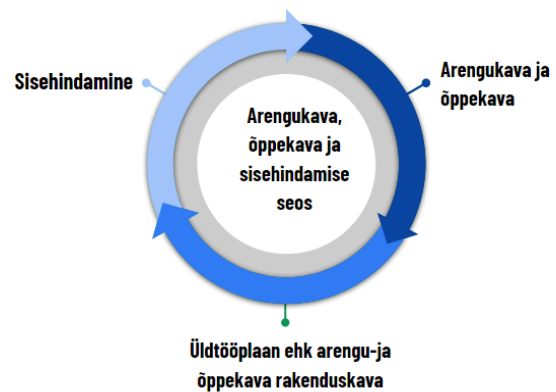 Sisehindamine
Arengukava ja
õppekava
Arengukava,
õppekava ja
sisehindamise
seos
Üldtööplaan ehk arengu-ja
õppekava rakenduskava